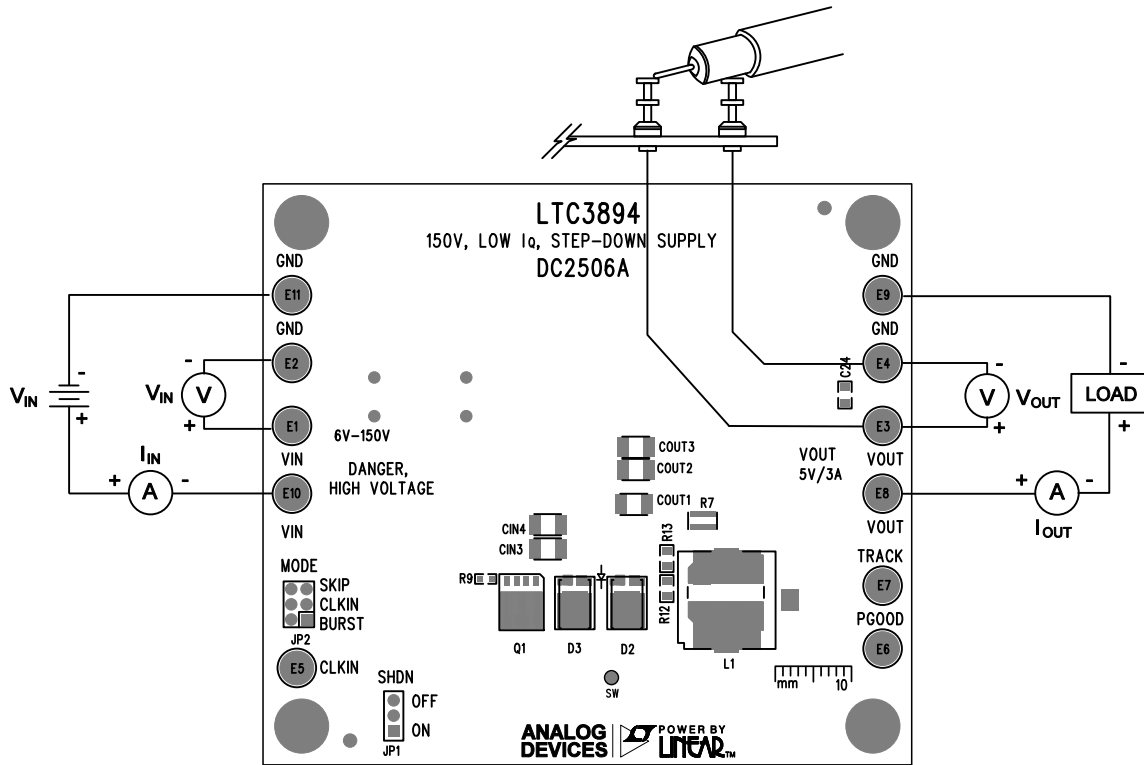 LTC3894
150V, LOW IQ, STEP-DOWN SUPPLY
DC2506A
GND
E11
GND
E2
VIN
V
-
+
-
+
VIN
E1
6V-150V
VIN
DANGER,
HIGH VOLTAGE
IIN
+
A
-
E10
VIN
GND
E9
GND
E4
C24
-
V
+
VOUT
-
LOAD
+
E3
VOUT
5V/3A
VOUT
E8
VOUT
+
A
-
IOUT
TRACK
E7
PGOOD
E6
COUT3
COUT2
COUT1
R7
CIN4
CIN3
R13
R12
R9
Q1
D3
D2
L1
SW
MODE
SKIP
CLKIN
BURST
JP2
E5
CLKIN
SHDN
OFF
ON
JP1
mm
10
ANALOG
DEVICES
POWER BY
LINEAR™